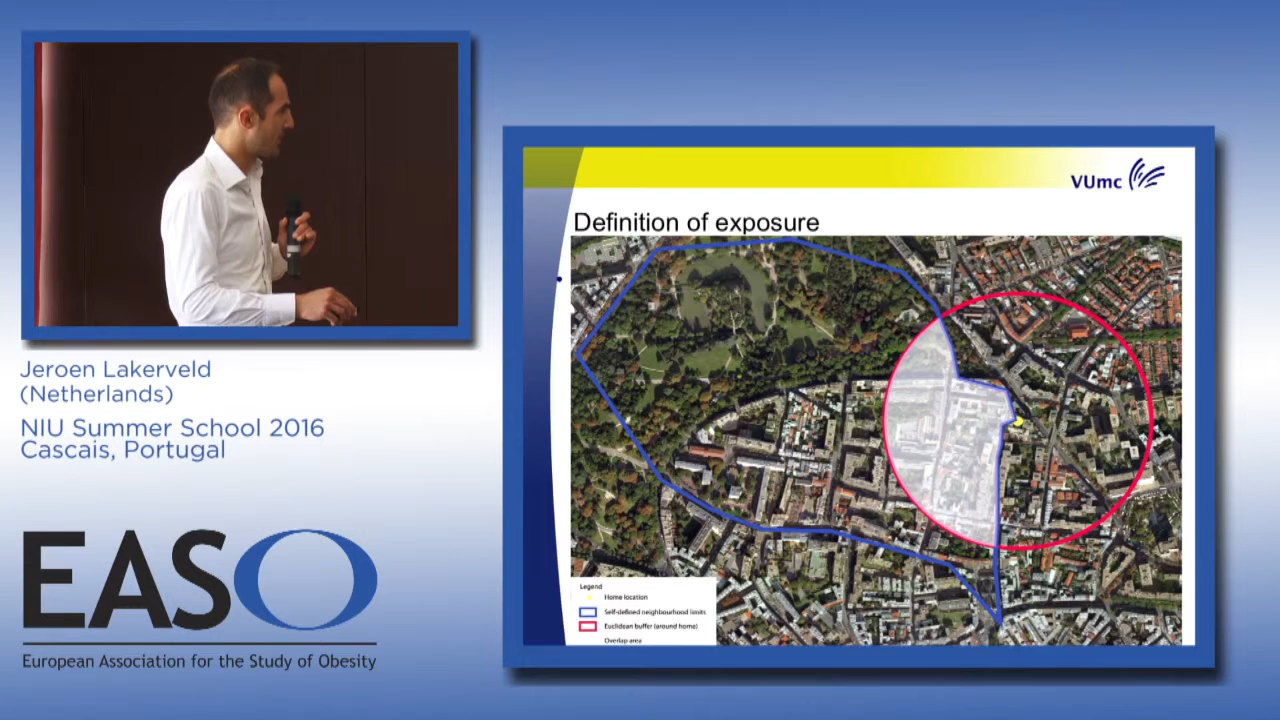 Jeroen Lakerveld
(Netherlands)
NIU Summer School 2016
Cascais, Portugal
EASO
European Association for the Study of Obesity
VUmc
Definition of exposure
Legend
Home location
Self-defined neighbourhood limits
Euclidean buffer (around home)
Overlap area